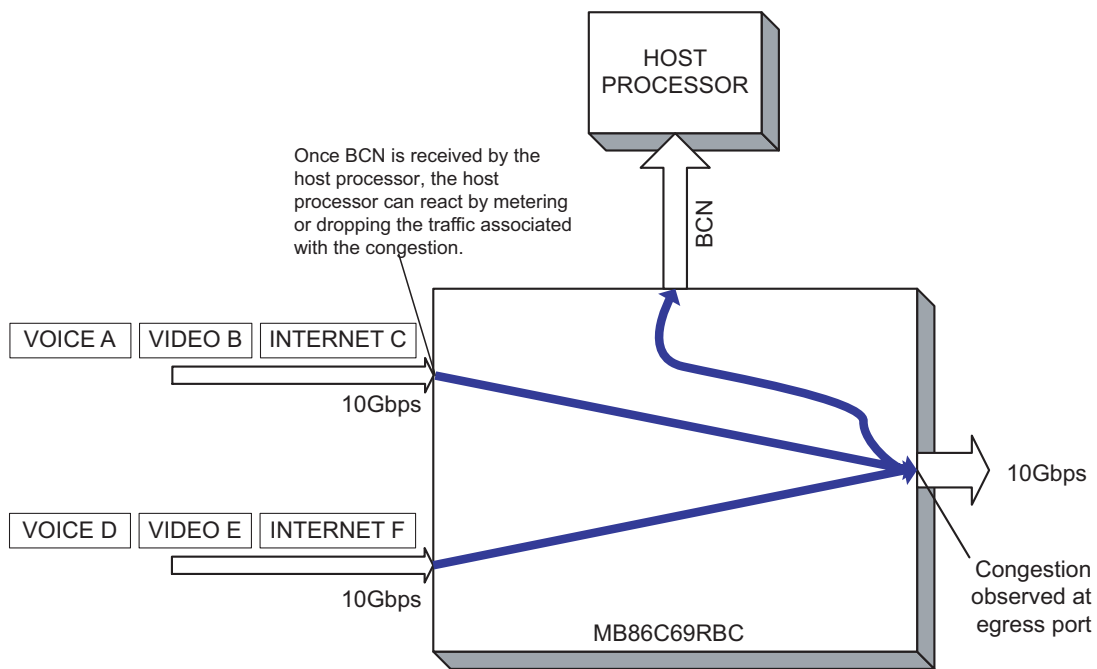 HOST
PROCESSOR
Once BCN is received by the
host processor, the host
processor can react by metering
or dropping the traffic associated
with the congestion.
BCN
VOICE A
VIDEO B
INTERNET C
10Gbps
10Gbps
VOICE D
VIDEO E
INTERNET F
10Gbps
Congestion
observed at
egress port
MB86C69RBC